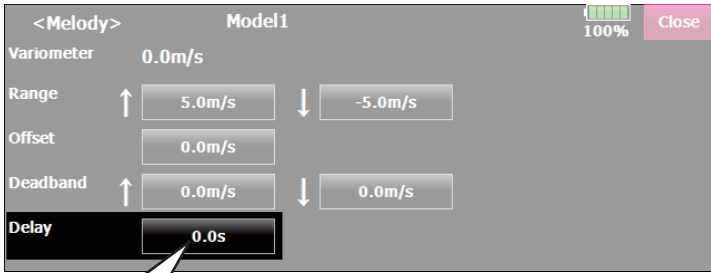 <Melody> Model1 100% Close
Variometer 0.0m/s
Range ↑ 5.0m/s ↓ -5.0m/s
Offset 0.0m/s
Deadband ↑ 0.0m/s ↓ 0.0m/s
Delay 0.0s